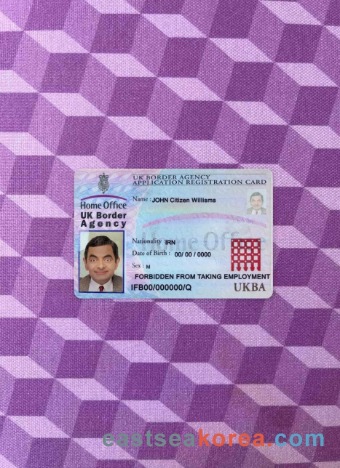 UK BORDER AGENCY
APPLICATION REGISTRATION CARD
Name: JOHN Citizen Williams
Home Office
UK Border
Agency
Home Office
Nationality IRN
Date of Birth: 00/ 00 / 0000
Sex: M
FORBIDDEN FROM TAKING EMPLOYMENT
IFB00/000000/Q
UKBA
eastseakorea.com